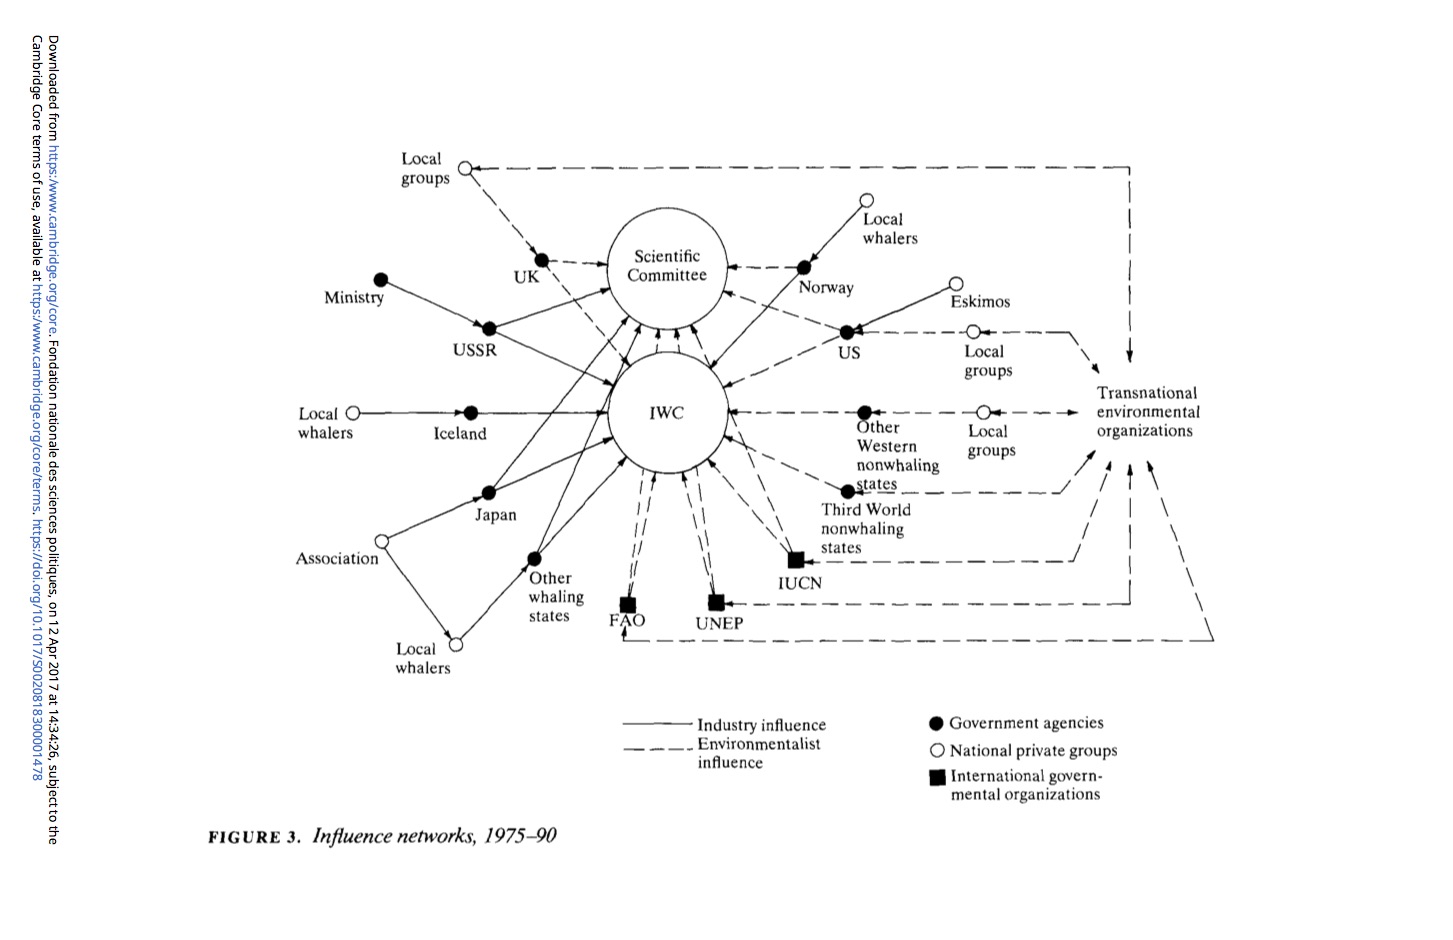 Downloaded from https:/www.cambridge.org/core. Fondation nationale des sciences politiques, on 12 Apr 2017 at 14:34:26, subject to the
Cambridge Core terms of use, available at https:/www.cambridge.org/core/terms. https://doi.org/10.1017/S0020818300001478
Local
groups
Scientific
Committee
Local
whalers
UK
Ministry
Norway
Eskimos
USSR
US
Local
groups
Transnational
environmental
organizations
IWC
Local
whalers
Iceland
Other
Western
nonwhaling
states
Local
groups
Japan
Third World
nonwhaling
states
Association
Other
whaling
states
IUCN
FAO
UNEP
Local
whalers
Industry influence
Environmentalist
influence
Government agencies
National private groups
International govern-
mental organizations
FIGURE 3. Influence networks, 1975–90